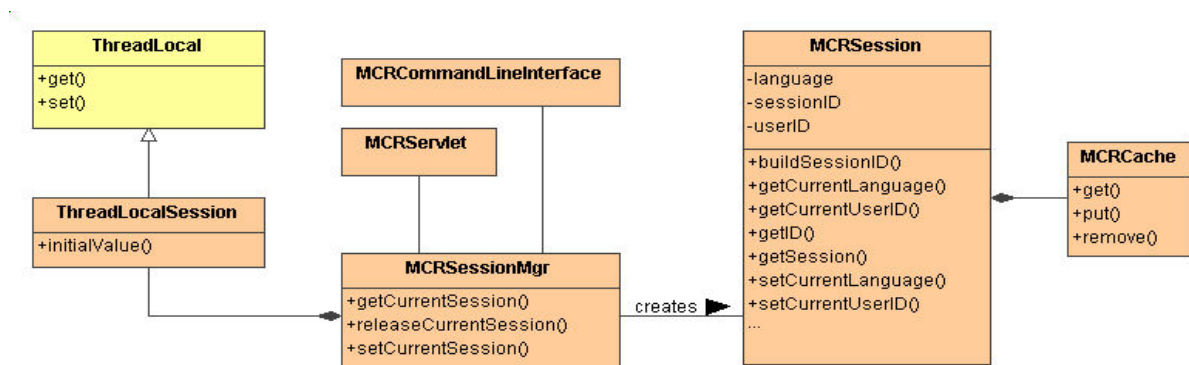 ThreadLocal
+get()
+set()
ThreadLocalSession
+initialValue()
MCRCommandLineInterface
MCRServlet
MCRSessionMgr
+getCurrentSession()
+releaseCurrentSession()
+setCurrentSession()
creates
MCRSession
-language
-sessionID
-userID
+buildSessionID()
+getCurrentLanguage()
+getCurrentUserID()
+getID()
+getSession()
+setCurrentLanguage()
+setCurrentUserID()
...
MCRCache
+get()
+put()
+remove()